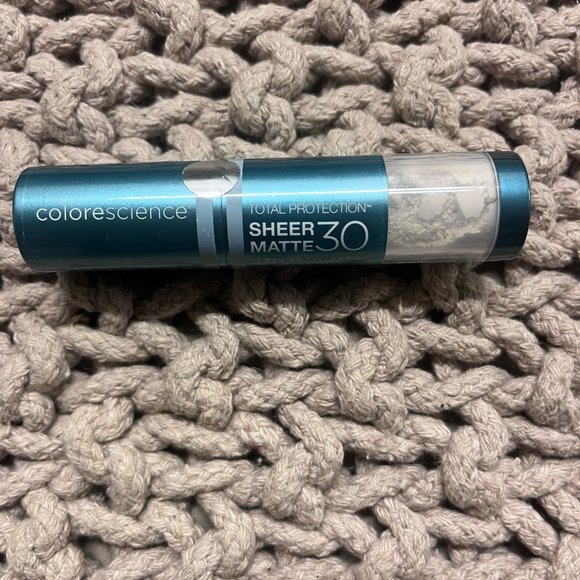 colorescience
TOTAL PROTECTION™
SHEER
MATTE 30